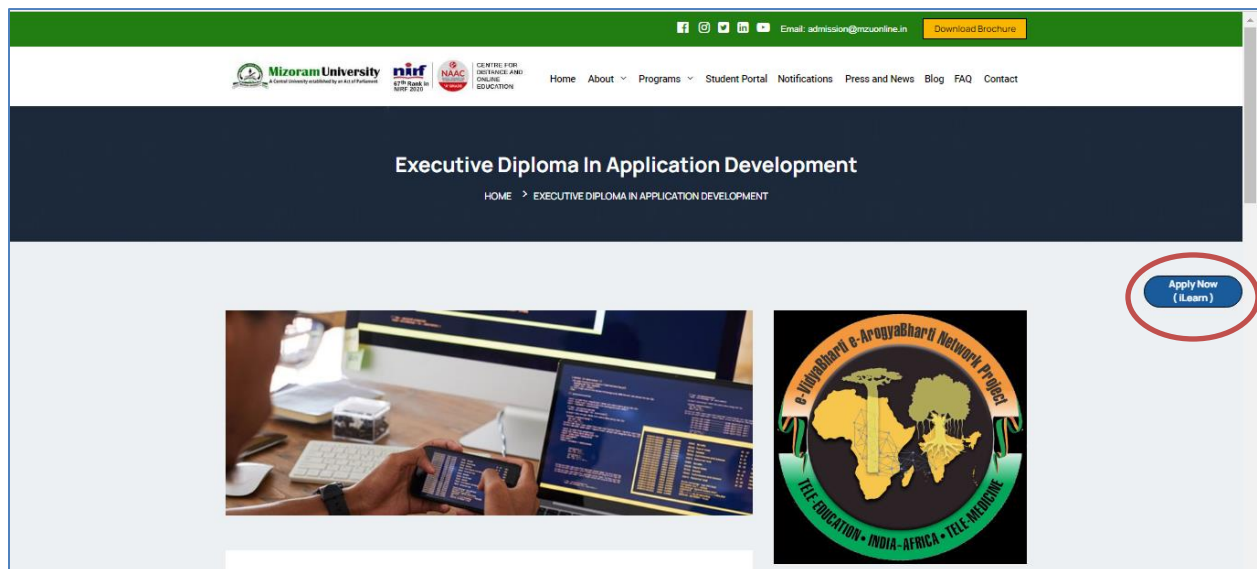 Email: admission@mzuonline.in
Download Brochure
Mizoram University
A Central University established by an Act of Parliament
nirf
67th Rank in
NIRF 2020
NAAC
CENTRE FOR
DISTANCE AND
ONLINE
EDUCATION
Home About Programs Student Portal Notifications Press and News Blog FAQ Contact
Executive Diploma In Application Development
HOME > EXECUTIVE DIPLOMA IN APPLICATION DEVELOPMENT
Apply Now
( iLearn )
e-VidyaBharti e-ArogyaBharti Network Project
TELE-EDUCATION • INDIA-AFRICA • TELE-MEDICINE